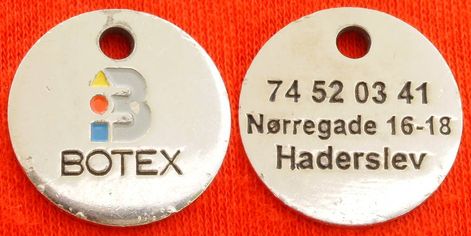 B
BOTEX
74 52 03 41
Nørregade 16-18
Haderslev